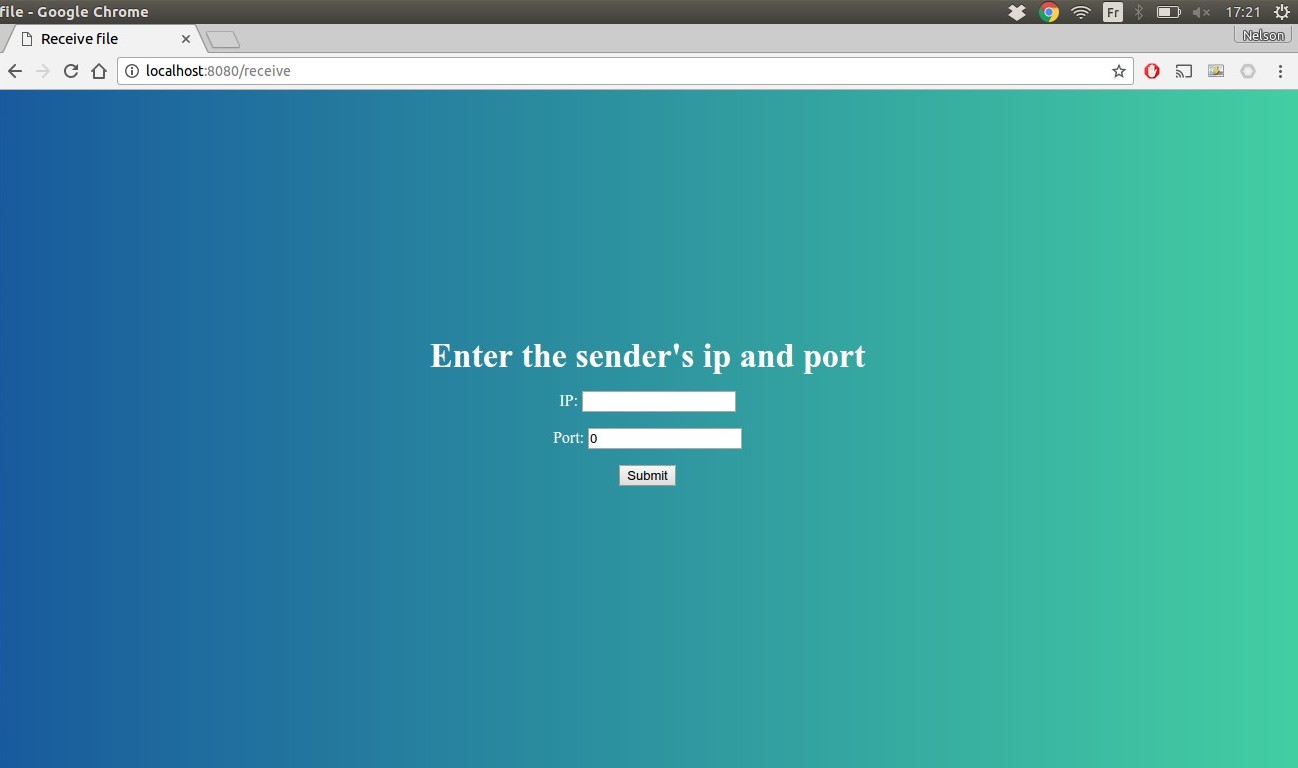 file - Google Chrome
Fr
17:21
Receive file
Nelson
localhost:8080/receive
Enter the sender's ip and port
IP:
Port: 0
Submit